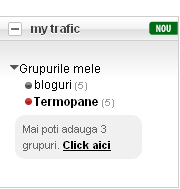 my trafic
NOU
Grupurile mele
bloguri (5)
Termopane (5)
Mai poti adauga 3
grupuri. Click aici